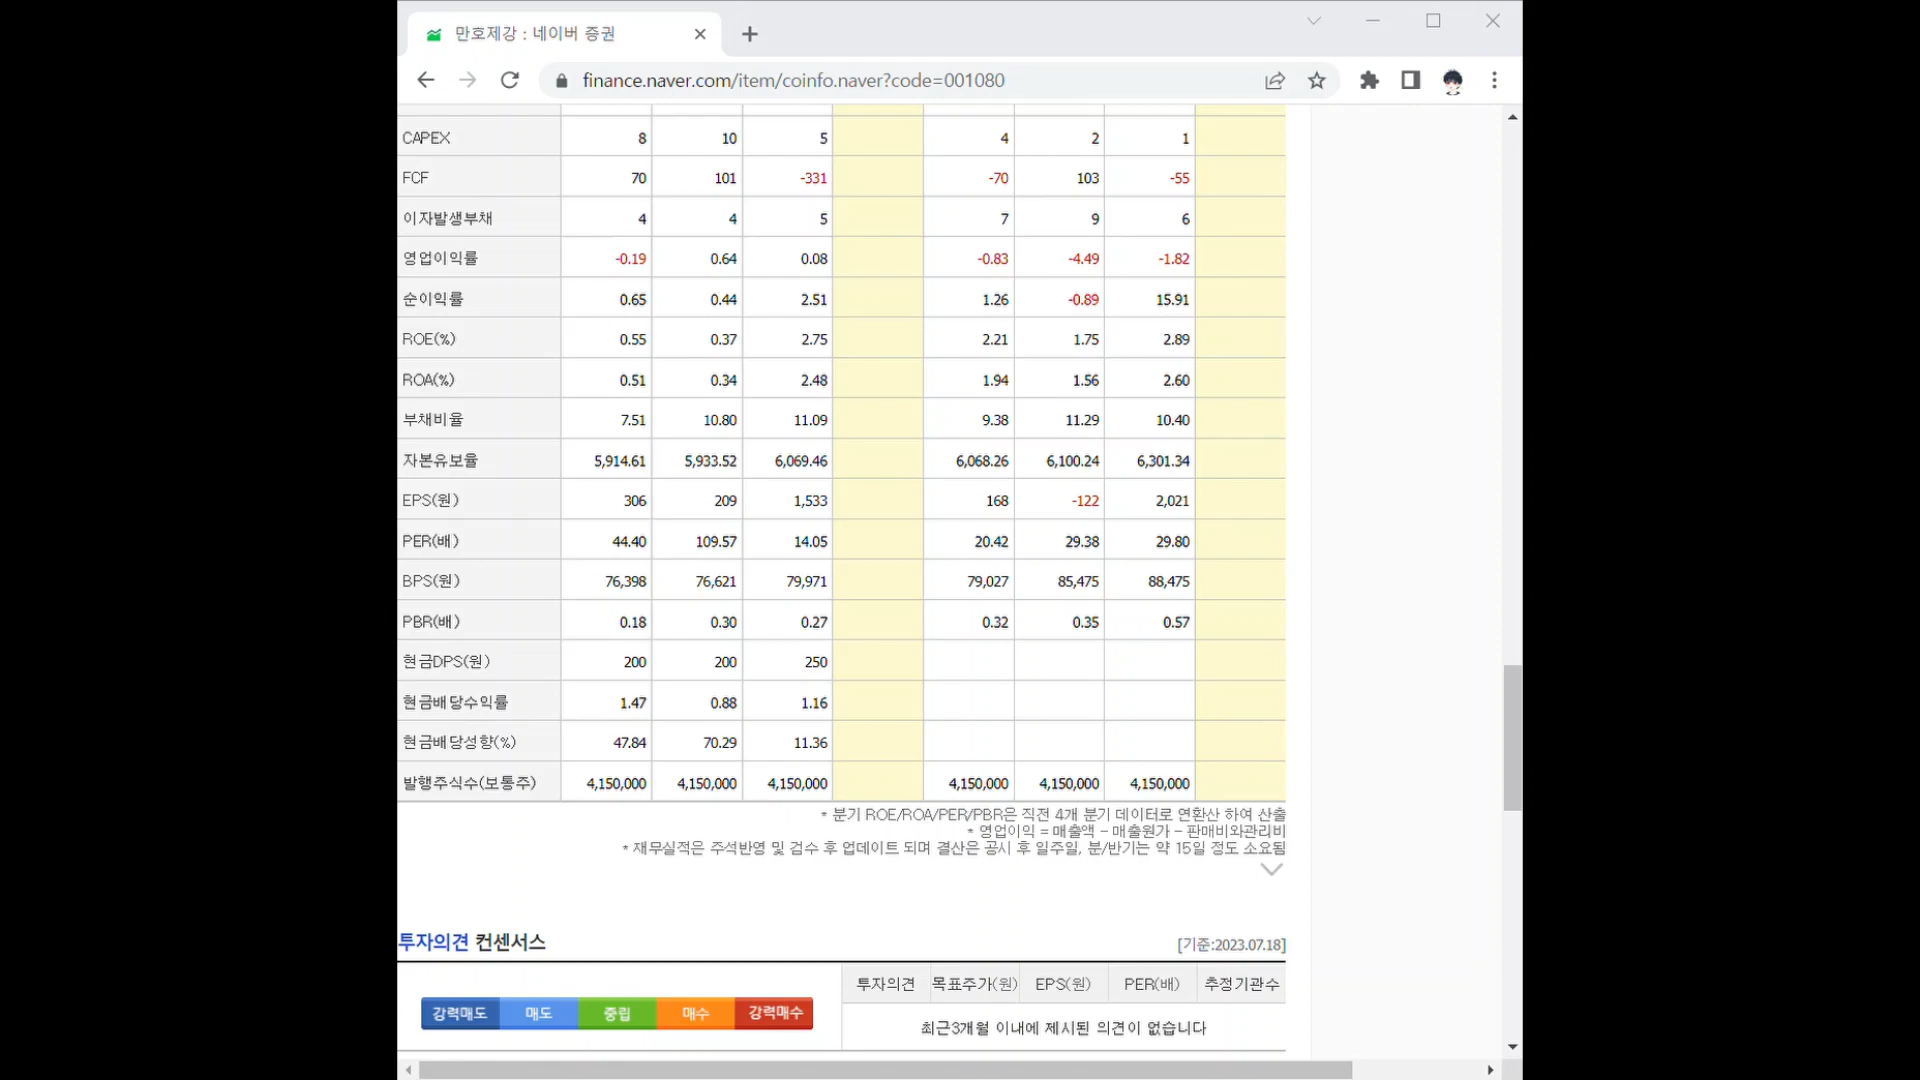 만호제강 : 네이버 증권
finance.naver.com/item/coinfo.naver?code=001080
CAPEX 8 10 5 4 2 1
FCF 70 101 -331 -70 103 -55
이자발생부채 4 4 5 7 9 6
영업이익률 -0.19 0.64 0.08 -0.83 -4.49 -1.82
순이익률 0.65 0.44 2.51 1.26 -0.89 15.91
ROE(%) 0.55 0.37 2.75 2.21 1.75 2.89
ROA(%) 0.51 0.34 2.48 1.94 1.56 2.60
부채비율 7.51 10.80 11.09 9.38 11.29 10.40
자본유보율 5,914.61 5,933.52 6,069.46 6,068.26 6,100.24 6,301.34
EPS(원) 306 209 1,533 168 -122 2,021
PER(배) 44.40 109.57 14.05 20.42 29.38 29.80
BPS(원) 76,398 76,621 79,971 79,027 85,475 88,475
PBR(배) 0.18 0.30 0.27 0.32 0.35 0.57
현금DPS(원) 200 200 250
현금배당수익률 1.47 0.88 1.16
현금배당성향(%) 47.84 70.29 11.36
발행주식수(보통주) 4,150,000 4,150,000 4,150,000 4,150,000 4,150,000 4,150,000
* 분기 ROE/ROA/PER/PBR은 직전 4개 분기 데이터로 연환산 하여 산출
* 영업이익 = 매출액 - 매출원가 - 판매비와관리비
* 재무실적은 주석반영 및 검수 후 업데이트 되며 결산은 공시 후 일주일, 분/반기는 약 15일 정도 소요됨
투자의견 컨센서스 [기준:2023.07.18]
투자의견 목표주가(원) EPS(원) PER(배) 추정기관수
강력매도 매도 중립 매수 강력매수
최근3개월 이내에 제시된 의견이 없습니다